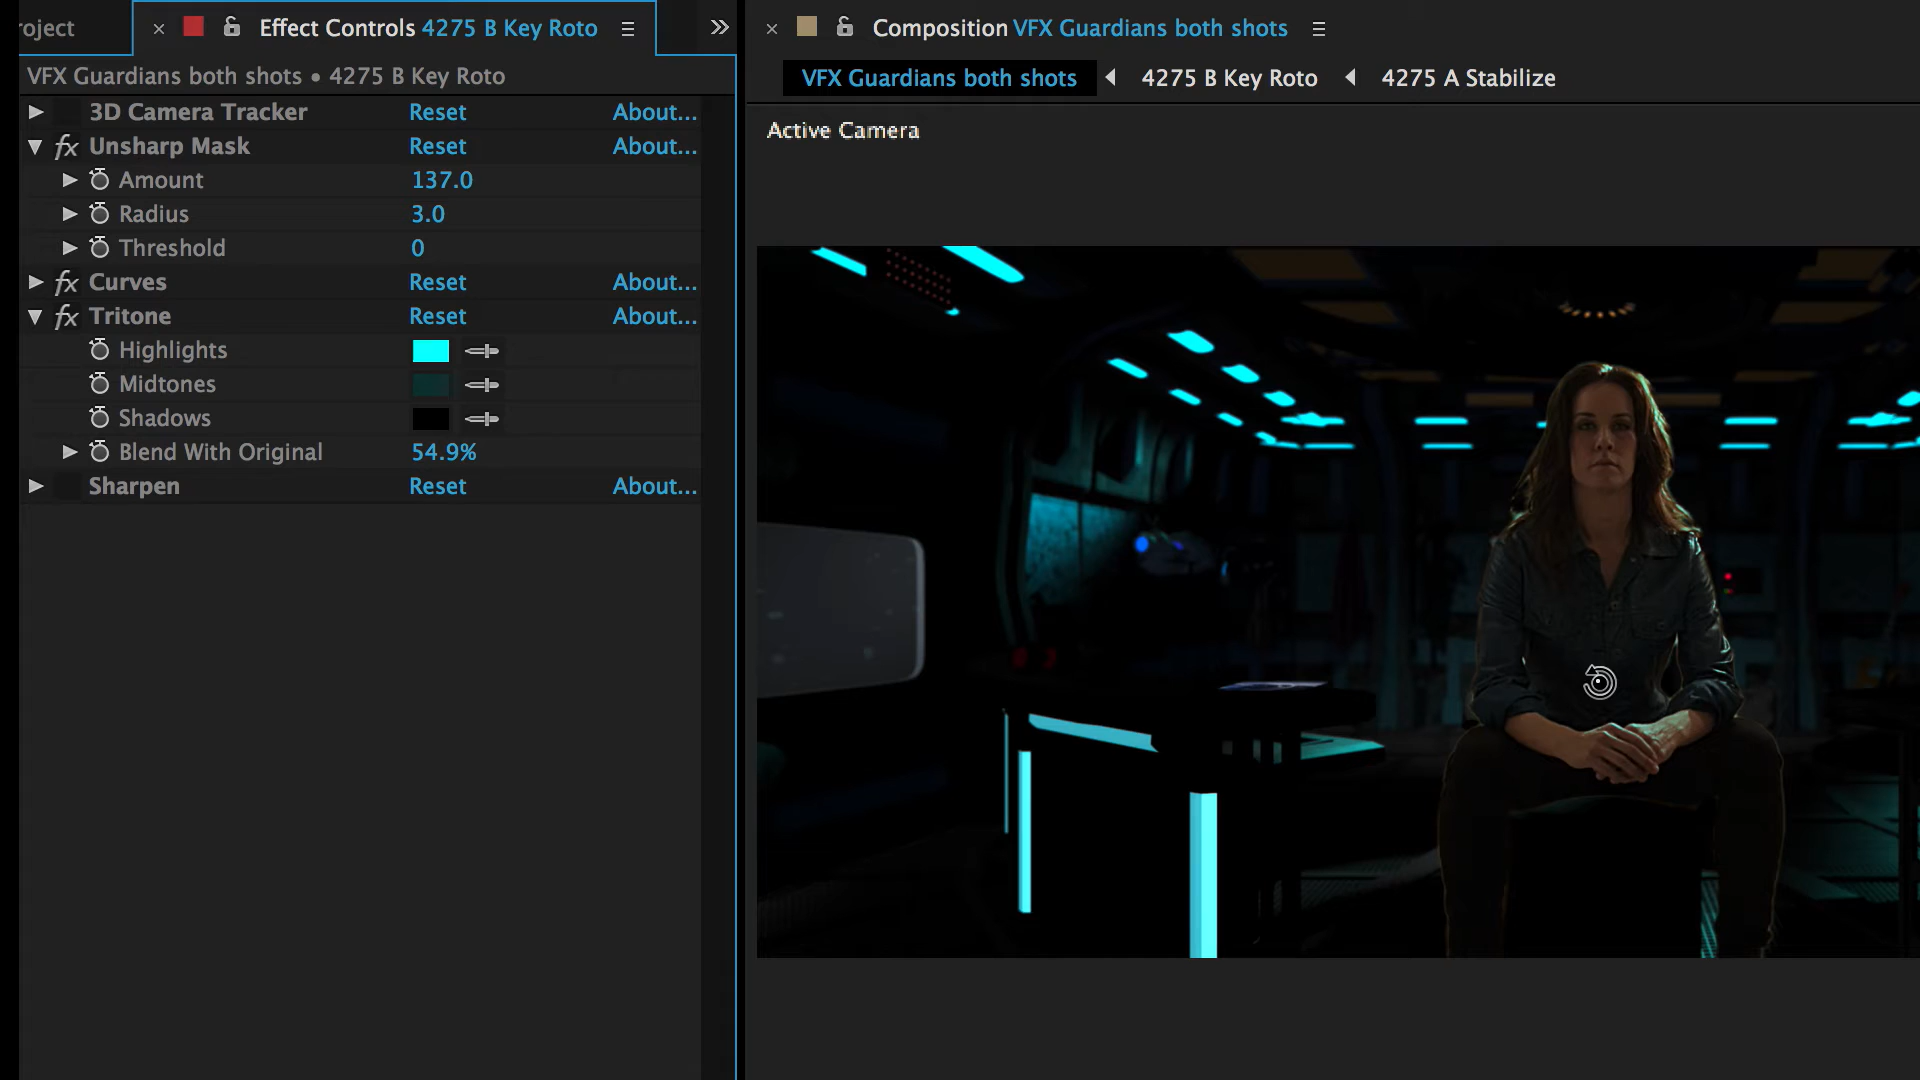 roject
Effect Controls 4275 B Key Roto
VFX Guardians both shots • 4275 B Key Roto
3D Camera Tracker Reset About...
fx Unsharp Mask Reset About...
Amount 137.0
Radius 3.0
Threshold 0
fx Curves Reset About...
fx Tritone Reset About...
Highlights
Midtones
Shadows
Blend With Original 54.9%
Sharpen Reset About...
Composition VFX Guardians both shots
VFX Guardians both shots 4275 B Key Roto 4275 A Stabilize
Active Camera